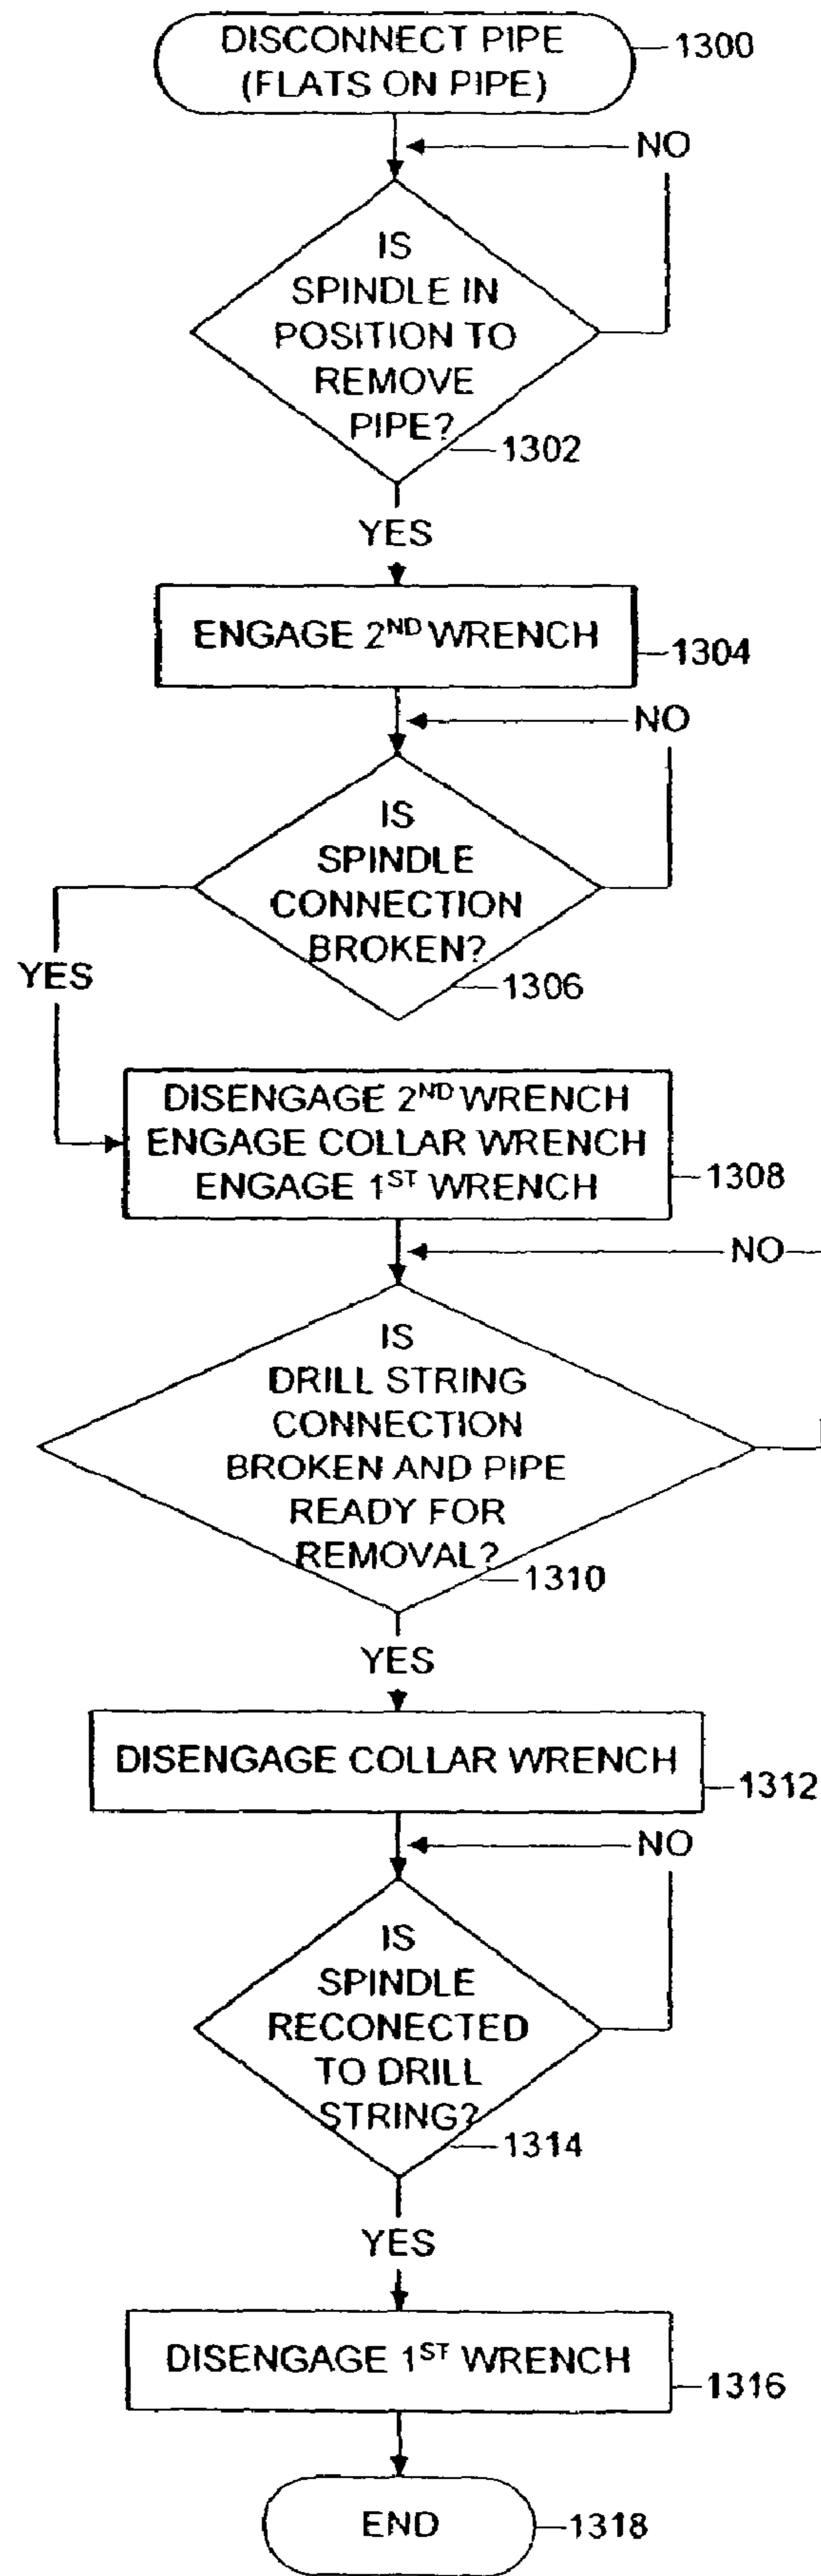 DISCONNECT PIPE
(FLATS ON PIPE)
1300
NO
IS
SPINDLE IN
POSITION TO
REMOVE
PIPE?
1302
YES
ENGAGE 2ND WRENCH
1304
NO
IS
SPINDLE
CONNECTION
BROKEN?
1306
YES
DISENGAGE 2ND WRENCH
ENGAGE COLLAR WRENCH
ENGAGE 1ST WRENCH
1308
NO
IS
DRILL STRING
CONNECTION
BROKEN AND PIPE
READY FOR
REMOVAL?
1310
YES
DISENGAGE COLLAR WRENCH
1312
NO
IS
SPINDLE
RECONECTED
TO DRILL
STRING?
1314
YES
DISENGAGE 1ST WRENCH
1316
END
1318